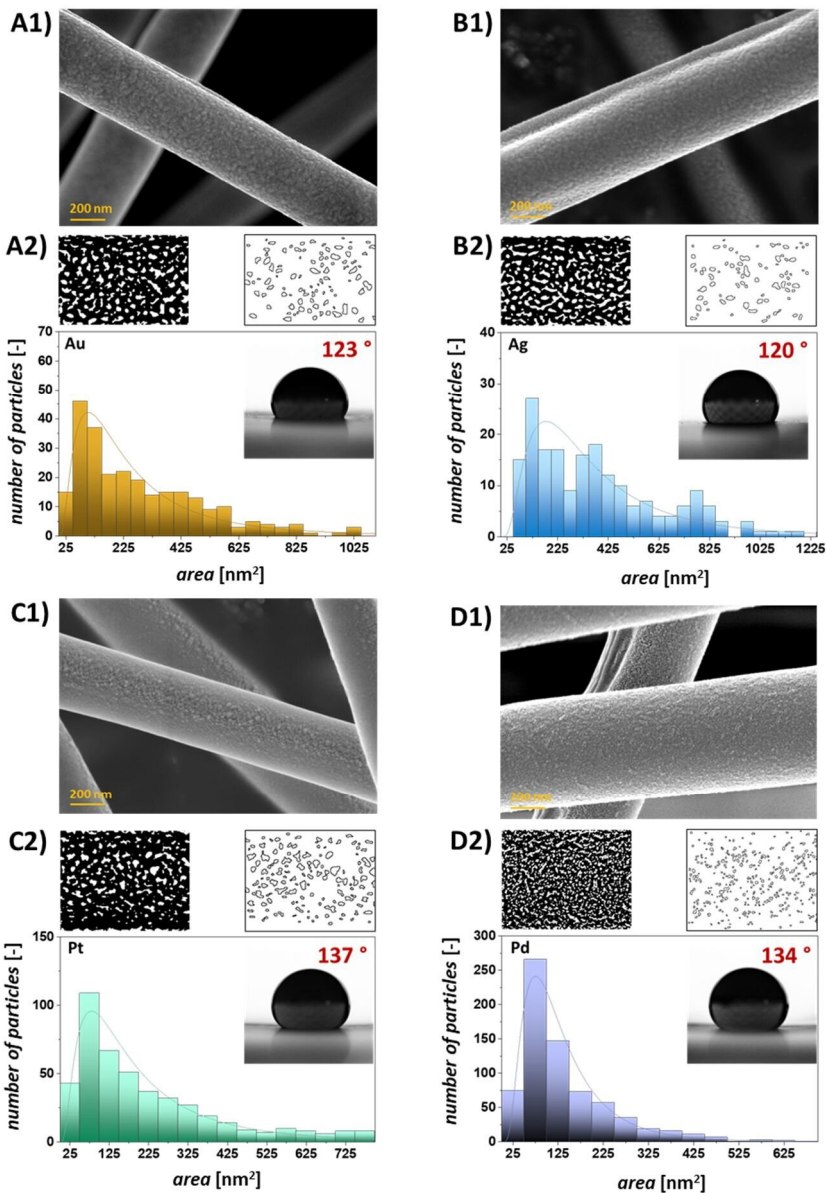 A1)
200 nm
B1)
200 nm
A2)
Au
123 °
70
60
50
40
30
20
10
0
number of particles [-]
25 225 425 625 825 1025
area [nm²]
B2)
Ag
120 °
40
30
20
10
0
number of particles [-]
25 225 425 625 825 1025 1225
area [nm²]
C1)
200 nm
D1)
200 nm
C2)
Pt
137 °
150
100
50
0
number of particles [-]
25 125 225 325 425 525 625 725
area [nm²]
D2)
Pd
134 °
300
250
200
150
100
50
0
number of particles [-]
25 125 225 325 425 525 625
area [nm²]